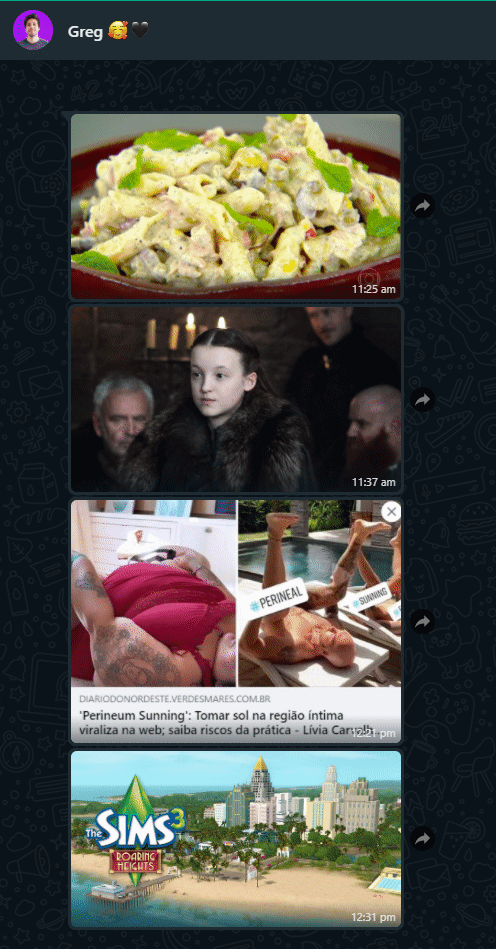 Greg
11:25 am
11:37 am
#PERINEAL
#SUNNING
DIARIODONORDESTE.VERDESMARES.COM.BR
'Perineum Sunning': Tomar sol na região íntima
viraliza na web; saiba riscos da prática - Lívia
12:21 pm
The SIMS 3
ROARING
HEIGHTS
12:31 pm